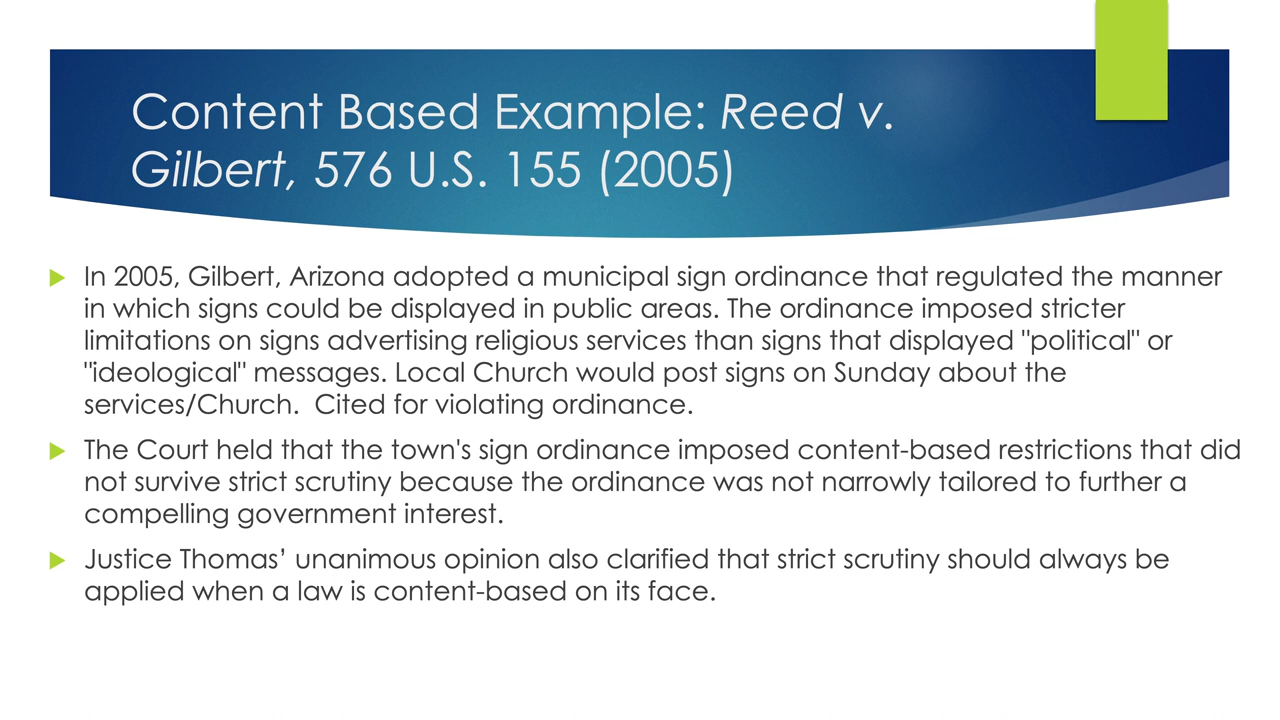 Content Based Example: Reed v.
Gilbert, 576 U.S. 155 (2005)
In 2005, Gilbert, Arizona adopted a municipal sign ordinance that regulated the manner
in which signs could be displayed in public areas. The ordinance imposed stricter
limitations on signs advertising religious services than signs that displayed "political" or
"ideological" messages. Local Church would post signs on Sunday about the
services/Church.  Cited for violating ordinance.
The Court held that the town's sign ordinance imposed content-based restrictions that did
not survive strict scrutiny because the ordinance was not narrowly tailored to further a
compelling government interest.
Justice Thomas’ unanimous opinion also clarified that strict scrutiny should always be
applied when a law is content-based on its face.